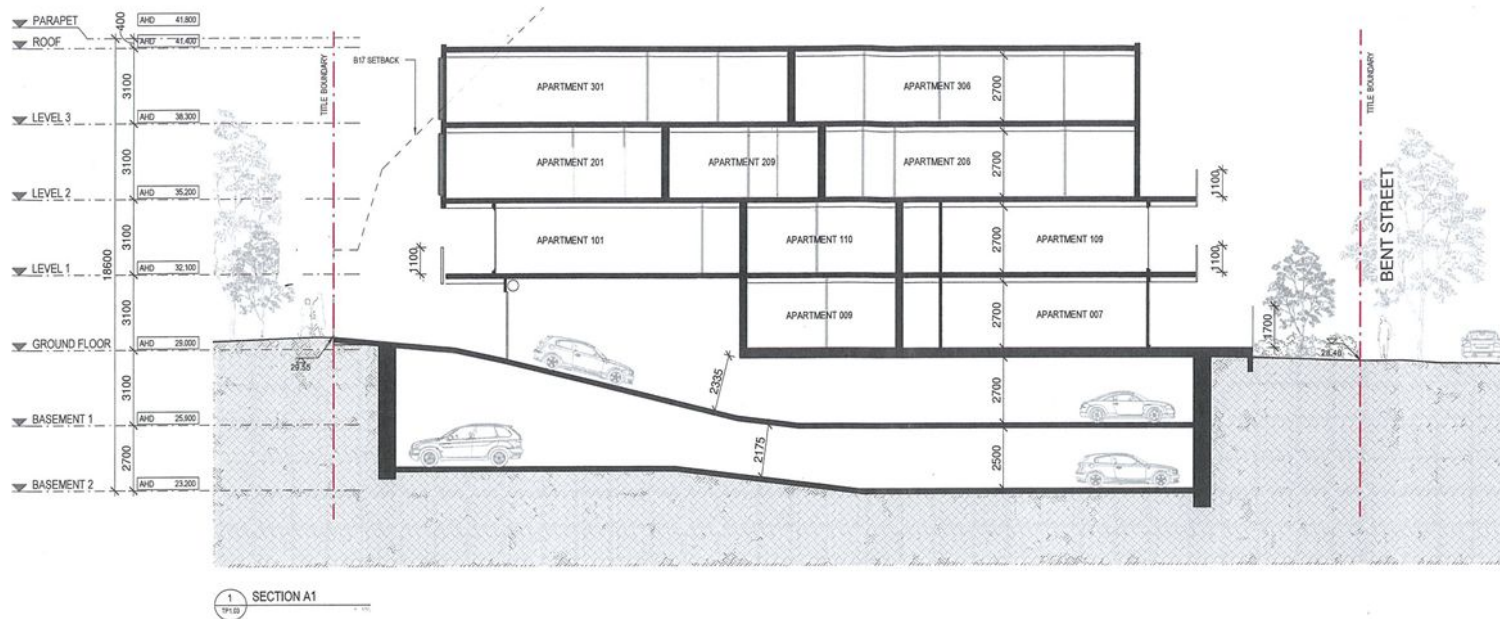 PARAPET
AHD 41.800
400
ROOF
AHD 41.400
3100
LEVEL 3
AHD 38.300
3100
LEVEL 2
AHD 35.200
3100
LEVEL 1
AHD 32.100
18600
3100
GROUND FLOOR
AHD 29.000
3100
BASEMENT 1
AHD 25.900
2700
BASEMENT 2
AHD 23.200
TITLE BOUNDARY
B17 SETBACK
APARTMENT 301
APARTMENT 306
2700
APARTMENT 201
APARTMENT 209
APARTMENT 206
2700
1100
APARTMENT 101
APARTMENT 110
APARTMENT 109
2700
1100
1100
APARTMENT 009
APARTMENT 007
2700
1700
29.55
28.48
2335
2700
2175
2500
TITLE BOUNDARY
BENT STREET
1
TP1.03
SECTION A1